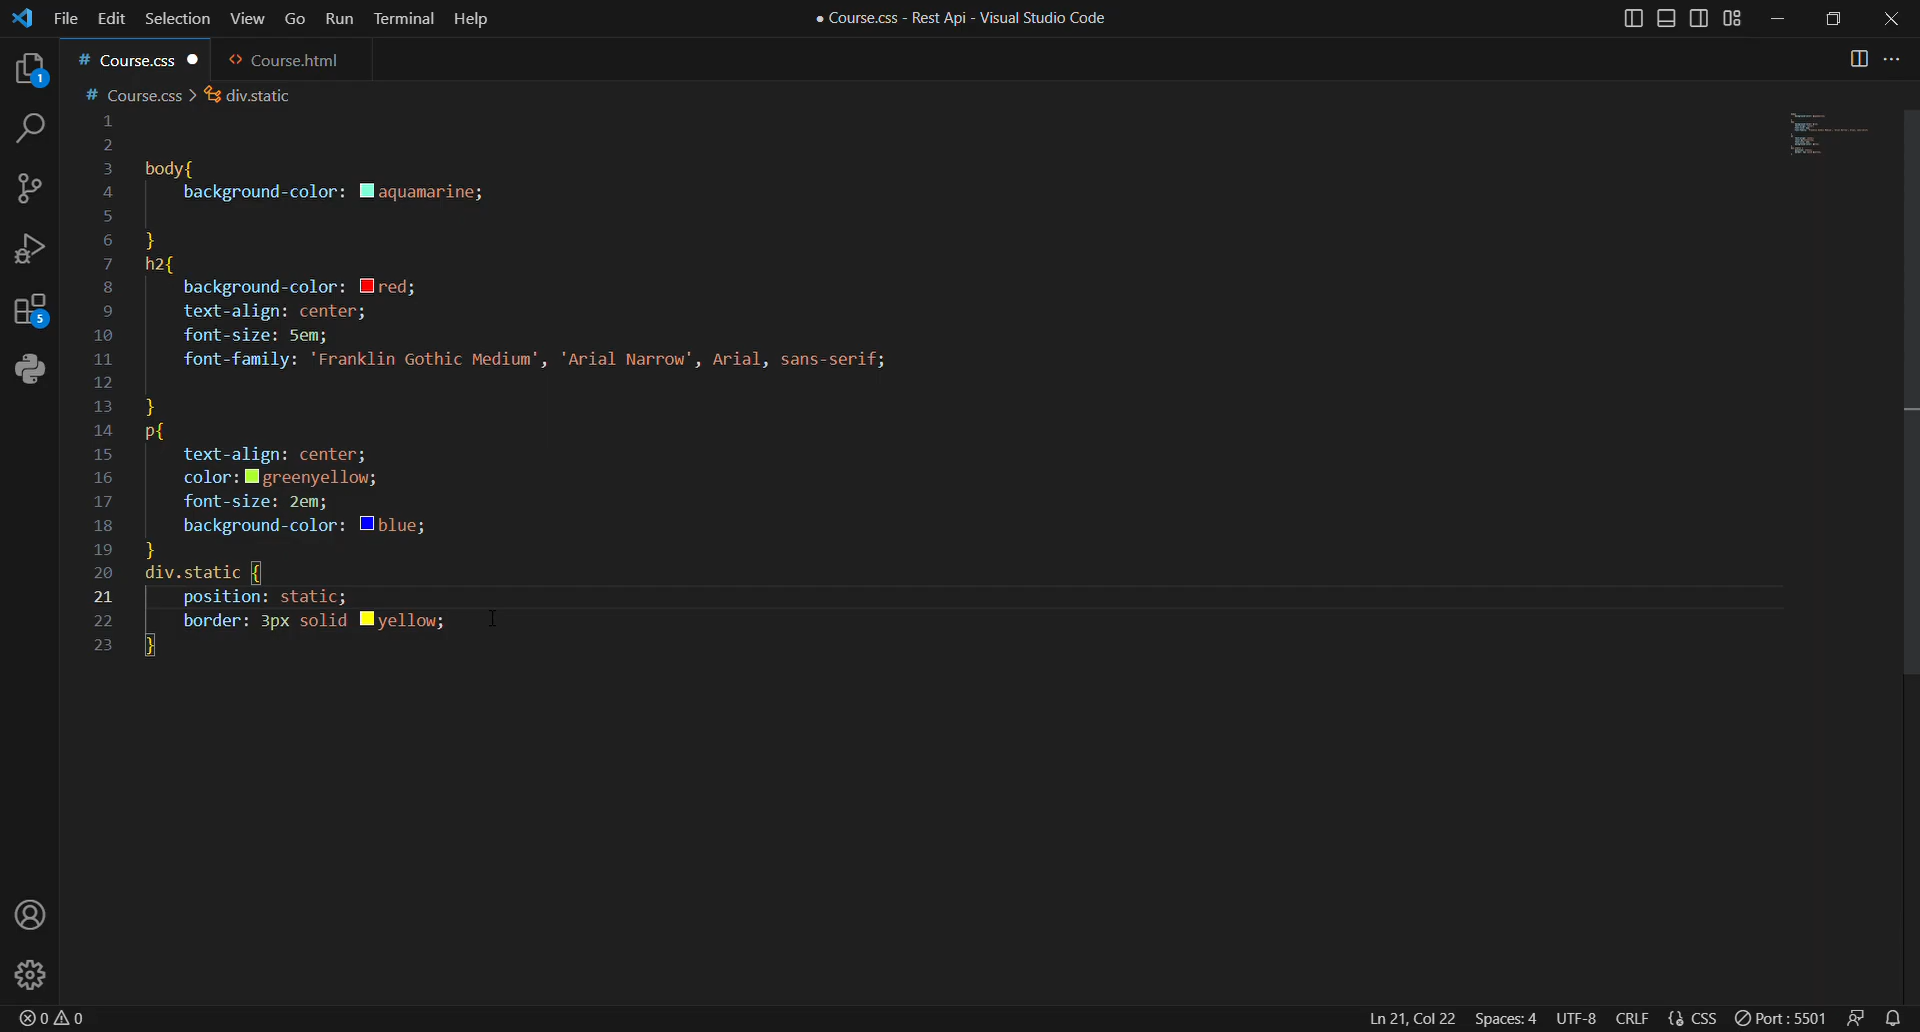 File Edit Selection View Go Run Terminal Help
● Course.css - Rest Api - Visual Studio Code
# Course.css ● <> Course.html
# Course.css > div.static
1
2
3 body{
4 background-color: aquamarine;
5
6 }
7 h2{
8 background-color: red;
9 text-align: center;
10 font-size: 5em;
11 font-family: 'Franklin Gothic Medium', 'Arial Narrow', Arial, sans-serif;
12
13 }
14 p{
15 text-align: center;
16 color: greenyellow;
17 font-size: 2em;
18 background-color: blue;
19 }
20 div.static {
21 position: static;
22 border: 3px solid yellow;
23 }
1
5
0 0 Ln 21, Col 22 Spaces: 4 UTF-8 CRLF {} CSS Port : 5501